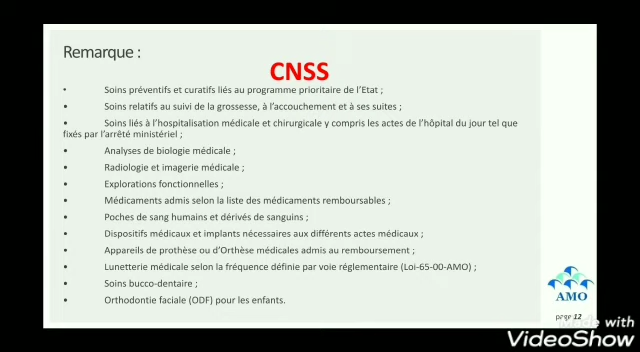 Remarque :
CNSS
• Soins préventifs et curatifs liés au programme prioritaire de l'Etat ;
• Soins relatifs au suivi de la grossesse, à l'accouchement et à ses suites ;
• Soins liés à l'hospitalisation médicale et chirurgicale y compris les actes de l'hôpital du jour tel que
fixés par l'arrêté ministériel ;
• Analyses de biologie médicale ;
• Radiologie et imagerie médicale ;
• Explorations fonctionnelles ;
• Médicaments admis selon la liste des médicaments remboursables ;
• Poches de sang humains et dérivés de sanguins ;
• Dispositifs médicaux et implants nécessaires aux différents actes médicaux ;
• Appareils de prothèse ou d'Orthèse médicales admis au remboursement ;
• Lunetterie médicale selon la fréquence définie par voie réglementaire (Loi-65-00-AMO) ;
• Soins bucco-dentaire ;
• Orthodontie faciale (ODF) pour les enfants.
AMO
page 12
Made with
VideoShow